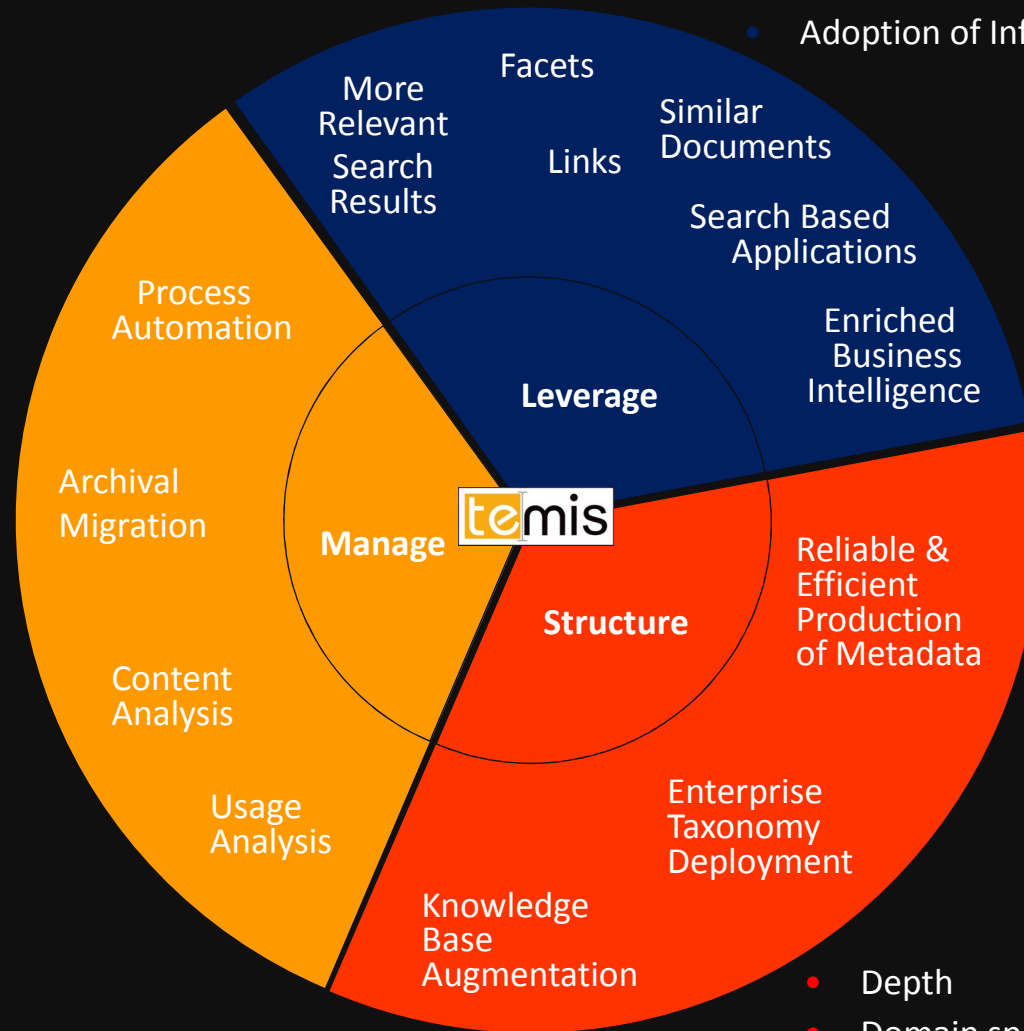 Adoption of
Facets
More
Relevant
Search
Results
Similar
Documents
Links
Search Based
Applications
Enriched
Business
Intelligence
Leverage
Process
Automation
Archival
Migration
Manage
temis
Content
Analysis
Usage
Analysis
Structure
Reliable &
Efficient
Production
of Metadata
Enterprise
Taxonomy
Deployment
Knowledge
Base
Augmentation
Depth
Domain